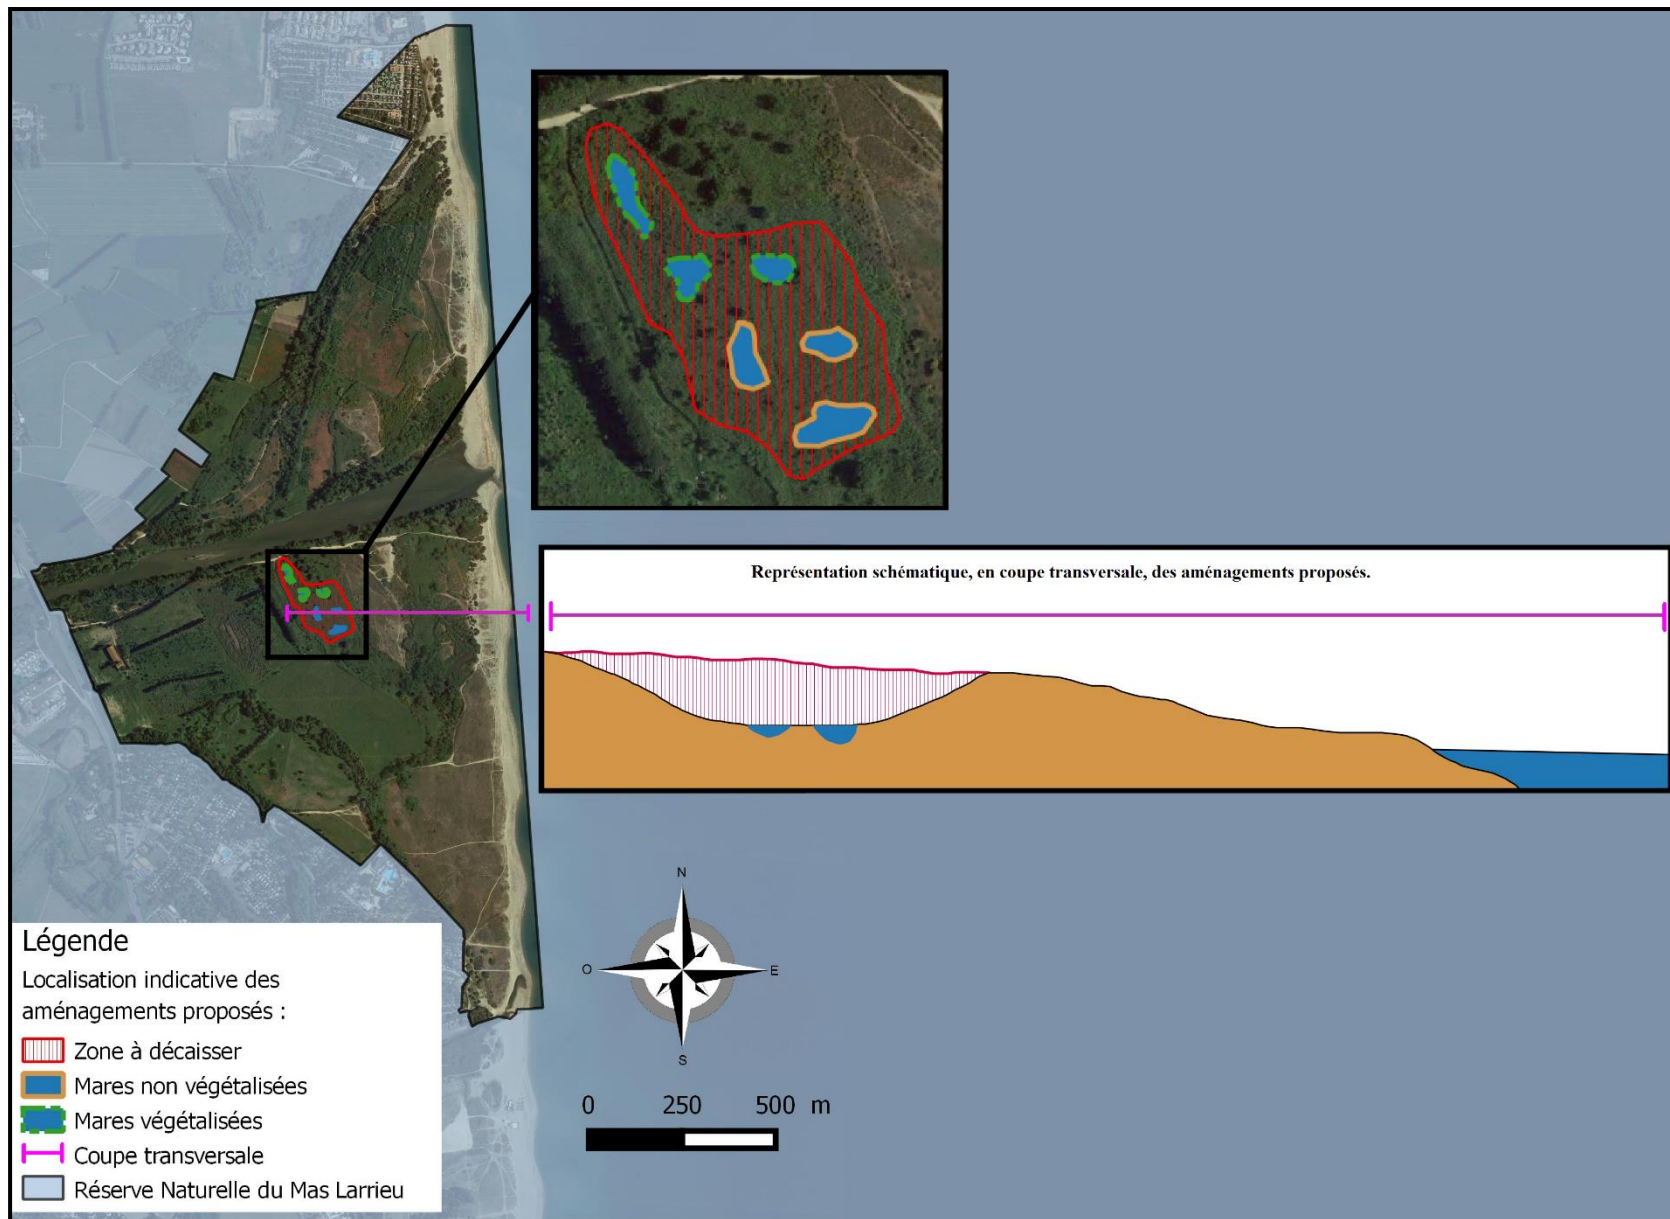 Représentation schématique, en coupe transversale, des aménagements proposés.
N
O
E
S
0 250 500 m
Légende
Localisation indicative des
aménagements proposés :
Zone à décaisser
Mares non végétalisées
Mares végétalisées
Coupe transversale
Réserve Naturelle du Mas Larrieu